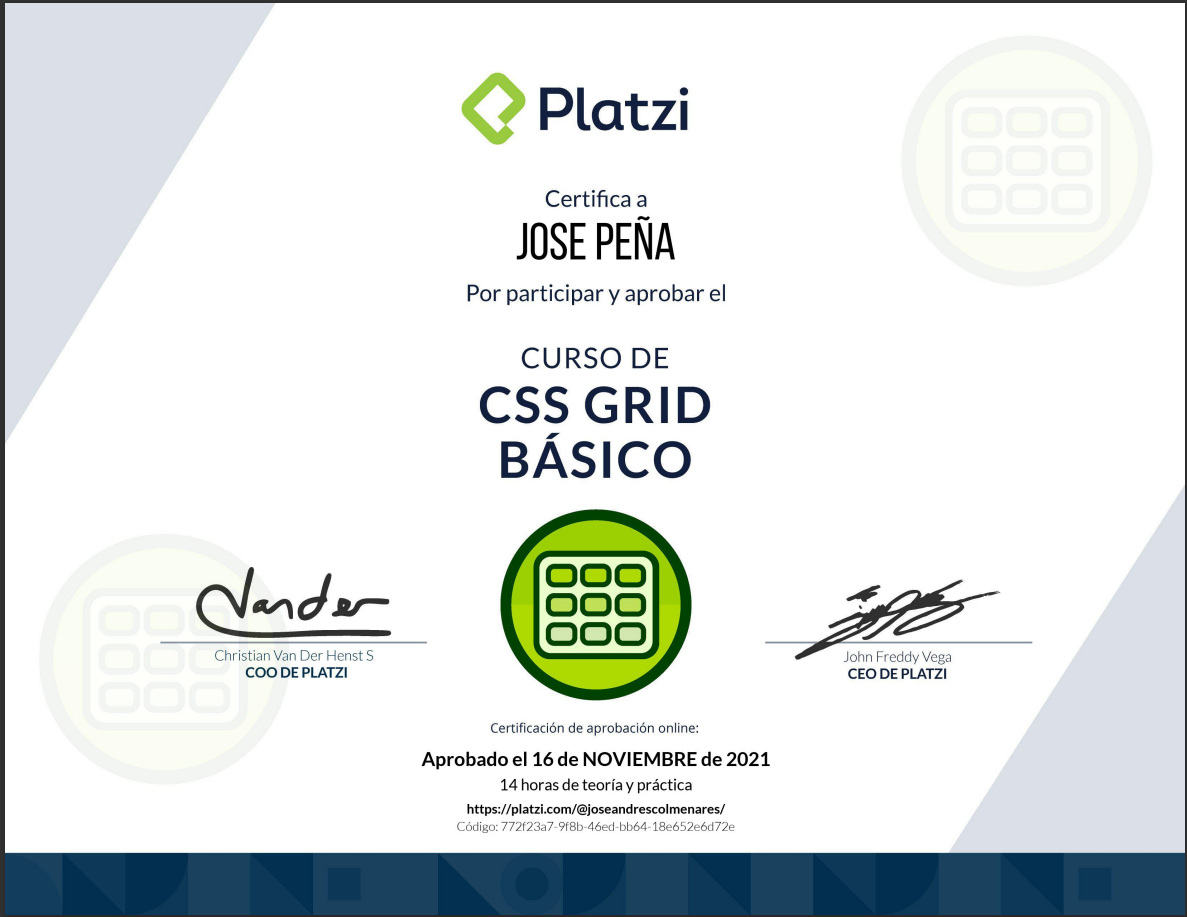 Platzi
Certifica a
JOSE PEÑA
Por participar y aprobar el
CURSO DE
CSS GRID
BÁSICO
Vander
Christian Van Der Henst S
COO DE PLATZI
John Freddy Vega
CEO DE PLATZI
Certificación de aprobación online:
Aprobado el 16 de NOVIEMBRE de 2021
14 horas de teoría y práctica
https://platzi.com/@joseandrescolmenares/
Código: 772f23a7-9f8b-46ed-bb64-18e652e6d72e